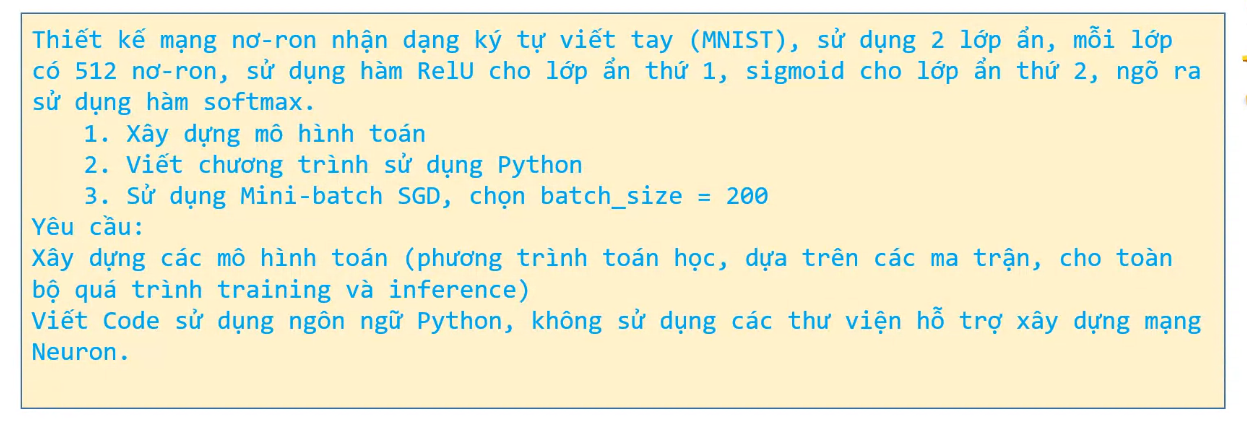 Thiết kế mạng nơ-ron nhận dạng ký tự viết tay (MNIST), sử dụng 2 lớp ẩn, mỗi lớp
có 512 nơ-ron, sử dụng hàm RelU cho lớp ẩn thứ 1, sigmoid cho lớp ẩn thứ 2, ngõ ra
sử dụng hàm softmax.
1. Xây dựng mô hình toán
2. Viết chương trình sử dụng Python
3. Sử dụng Mini-batch SGD, chọn batch_size = 200
Yêu cầu:
Xây dựng các mô hình toán (phương trình toán học, dựa trên các ma trận, cho toàn
bộ quá trình training và inference)
Viết Code sử dụng ngôn ngữ Python, không sử dụng các thư viện hỗ trợ xây dựng mạng
Neuron.